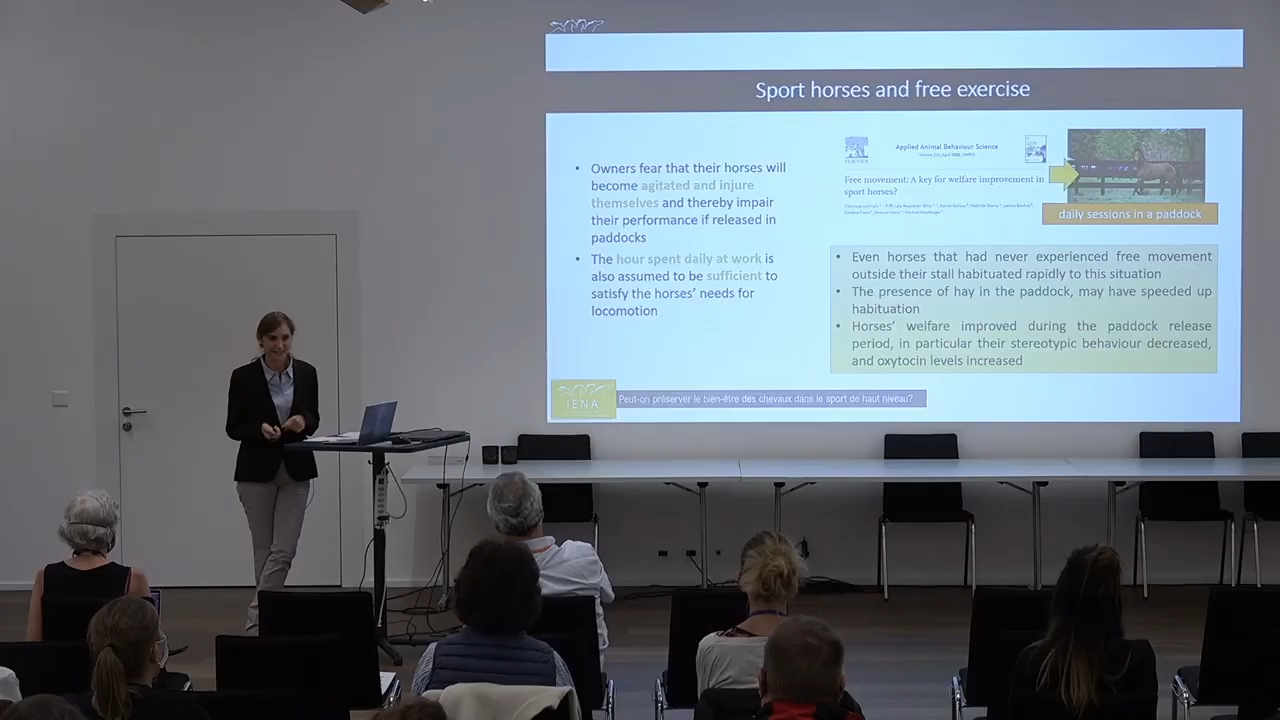 Sport horses and free exercise
• Owners fear that their horses will
become agitated and injure
themselves and thereby impair
their performance if released in
paddocks
• The hour spent daily at work is
also assumed to be sufficient to
satisfy the horses' needs for
locomotion
Applied Animal Behaviour Science
Free movement: A key for welfare improvement in
sport horses?
daily sessions in a paddock
• Even horses that had never experienced free movement
outside their stall habituated rapidly to this situation
• The presence of hay in the paddock, may have speeded up
habituation
• Horses' welfare improved during the paddock release
period, in particular their stereotypic behaviour decreased,
and oxytocin levels increased
IENA
Peut-on préserver le bien-être des chevaux dans le sport de haut niveau?